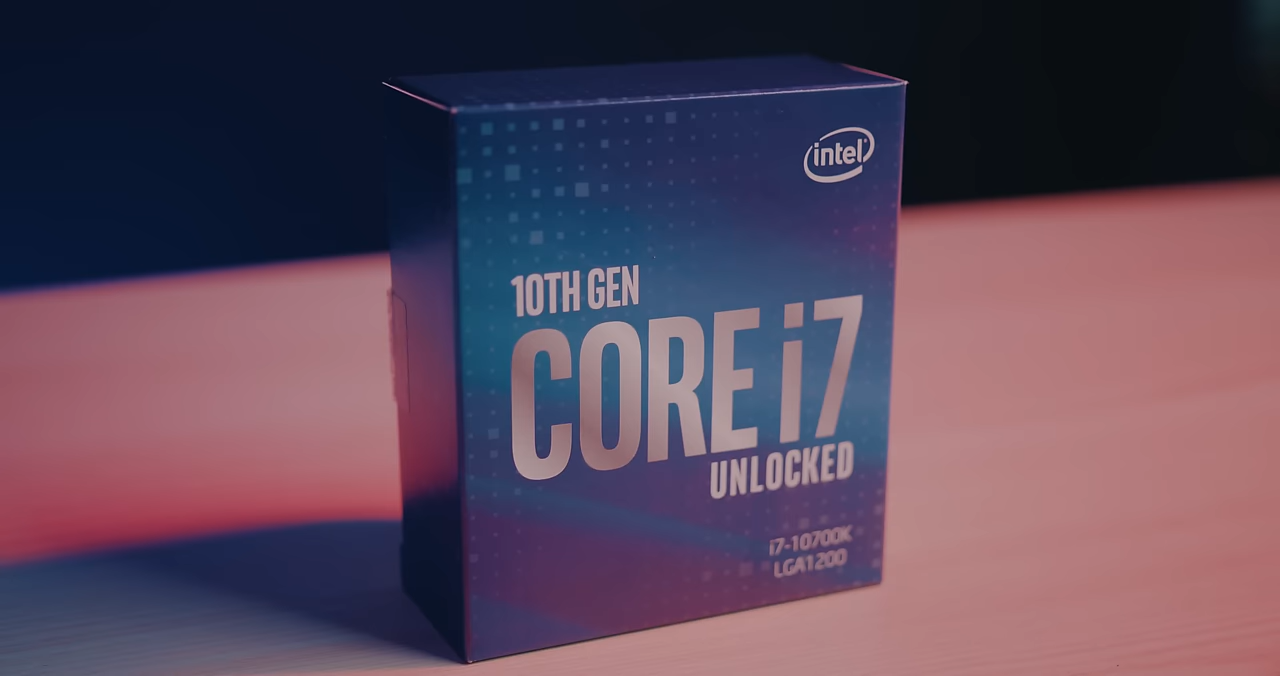 intel
10TH GEN
CORE i7
UNLOCKED
i7-10700K
LGA1200